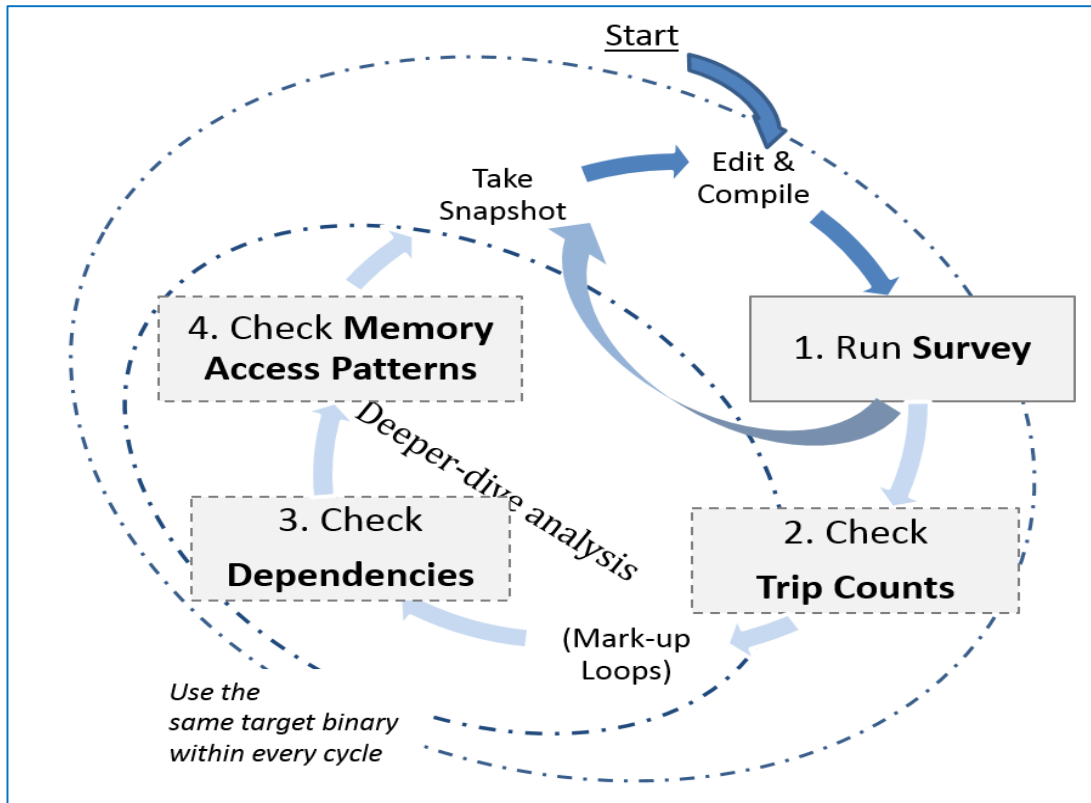 Start
Edit &
Compile
Take
Snapshot
1. Run Survey
2. Check
Trip Counts
(Mark-up
Loops)
3. Check
Dependencies
4. Check Memory
Access Patterns
Deeper-dive analysis
Use the
same target binary
within every cycle